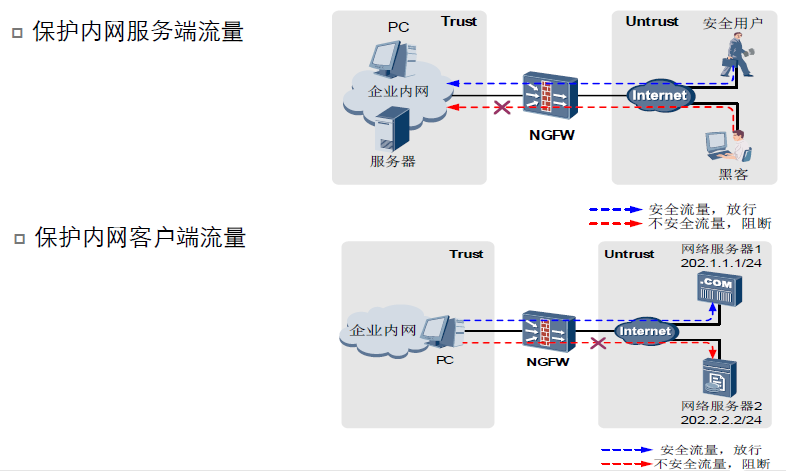 保护内网服务端流量
Trust
PC
企业内网
服务器
NGFW
Untrust
安全用户
Internet
黑客
安全流量，放行
不安全流量，阻断
保护内网客户端流量
Trust
企业内网
PC
NGFW
Untrust
网络服务器1
202.1.1.1/24
.COM
Internet
网络服务器2
202.2.2.2/24
安全流量，放行
不安全流量，阻断